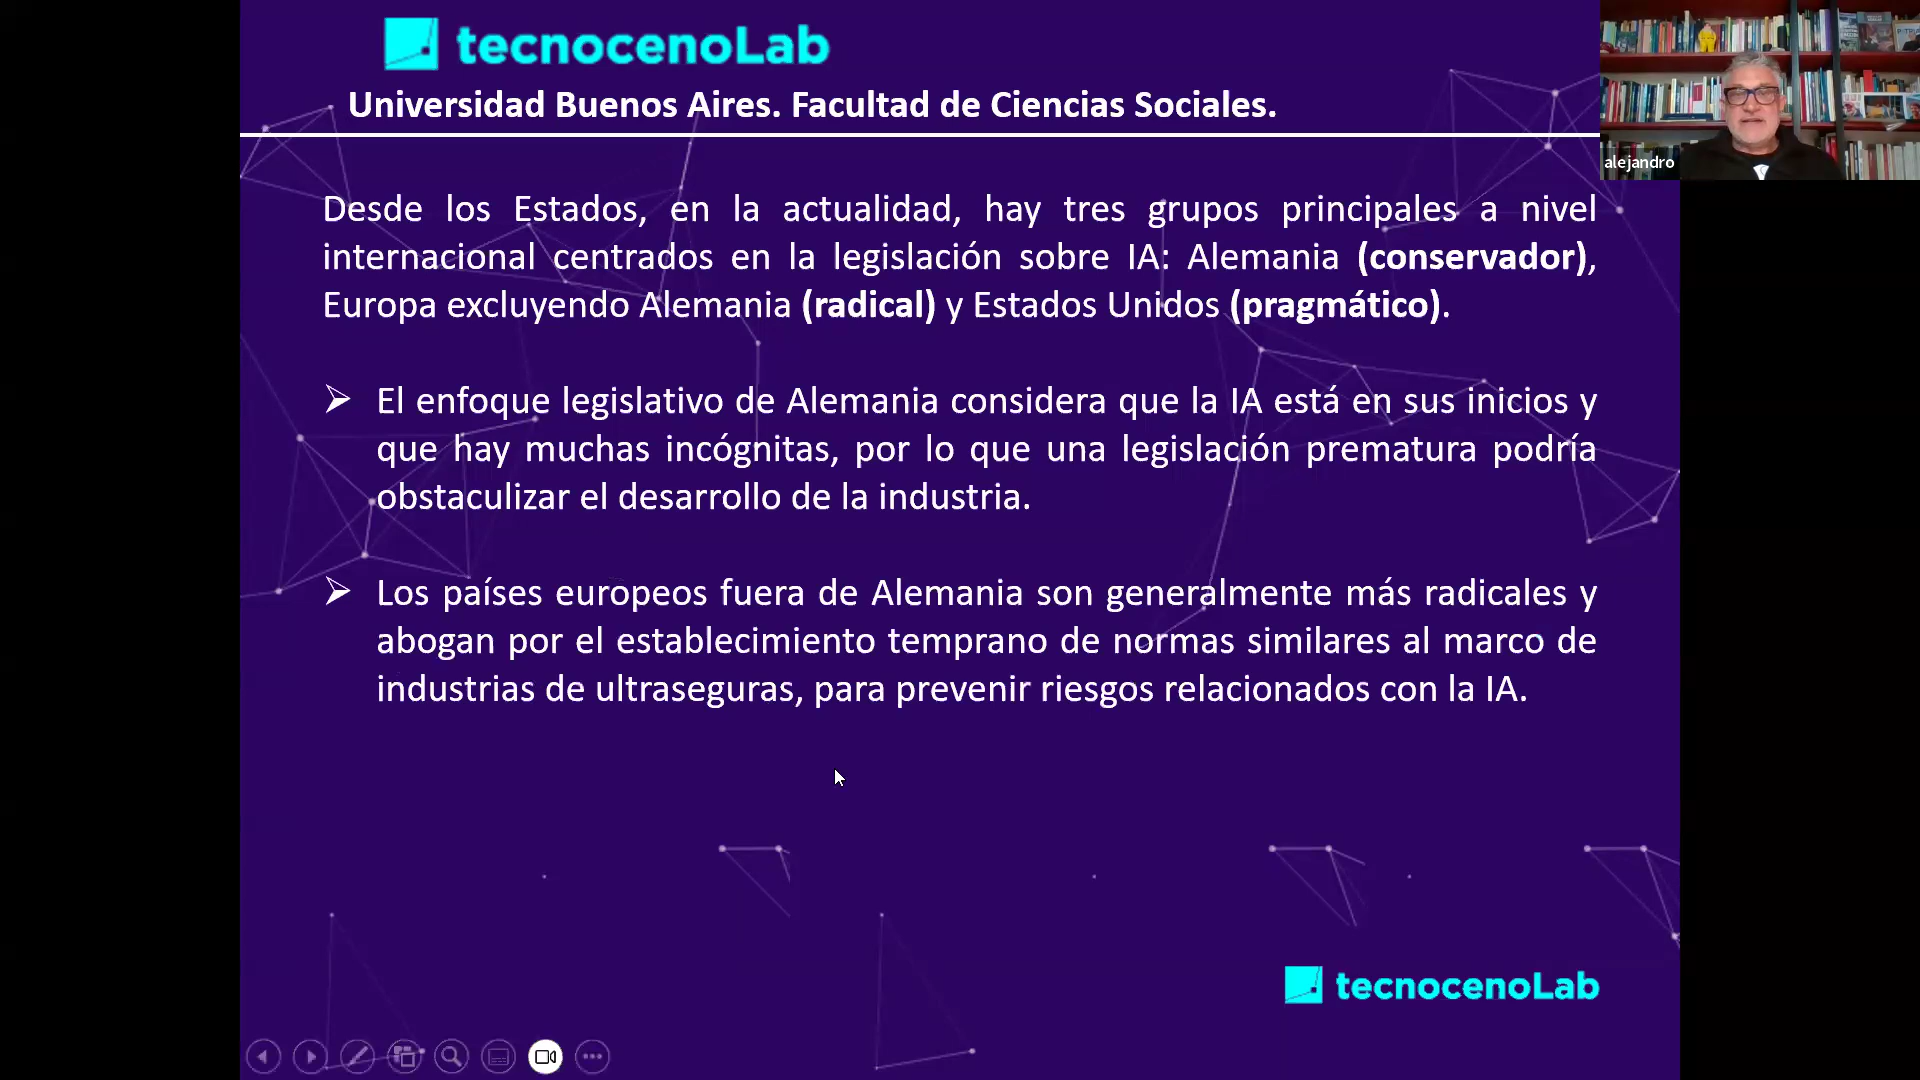 tecnocenoLab
Universidad Buenos Aires. Facultad de Ciencias Sociales.
alejandro
Desde los Estados, en la actualidad, hay tres grupos principales a nivel
internacional centrados en la legislación sobre IA: Alemania (conservador),
Europa excluyendo Alemania (radical) y Estados Unidos (pragmático).
➢ El enfoque legislativo de Alemania considera que la IA está en sus inicios y
que hay muchas incógnitas, por lo que una legislación prematura podría
obstaculizar el desarrollo de la industria.
➢ Los países europeos fuera de Alemania son generalmente más radicales y
abogan por el establecimiento temprano de normas similares al marco de
industrias de ultraseguras, para prevenir riesgos relacionados con la IA.
tecnocenoLab